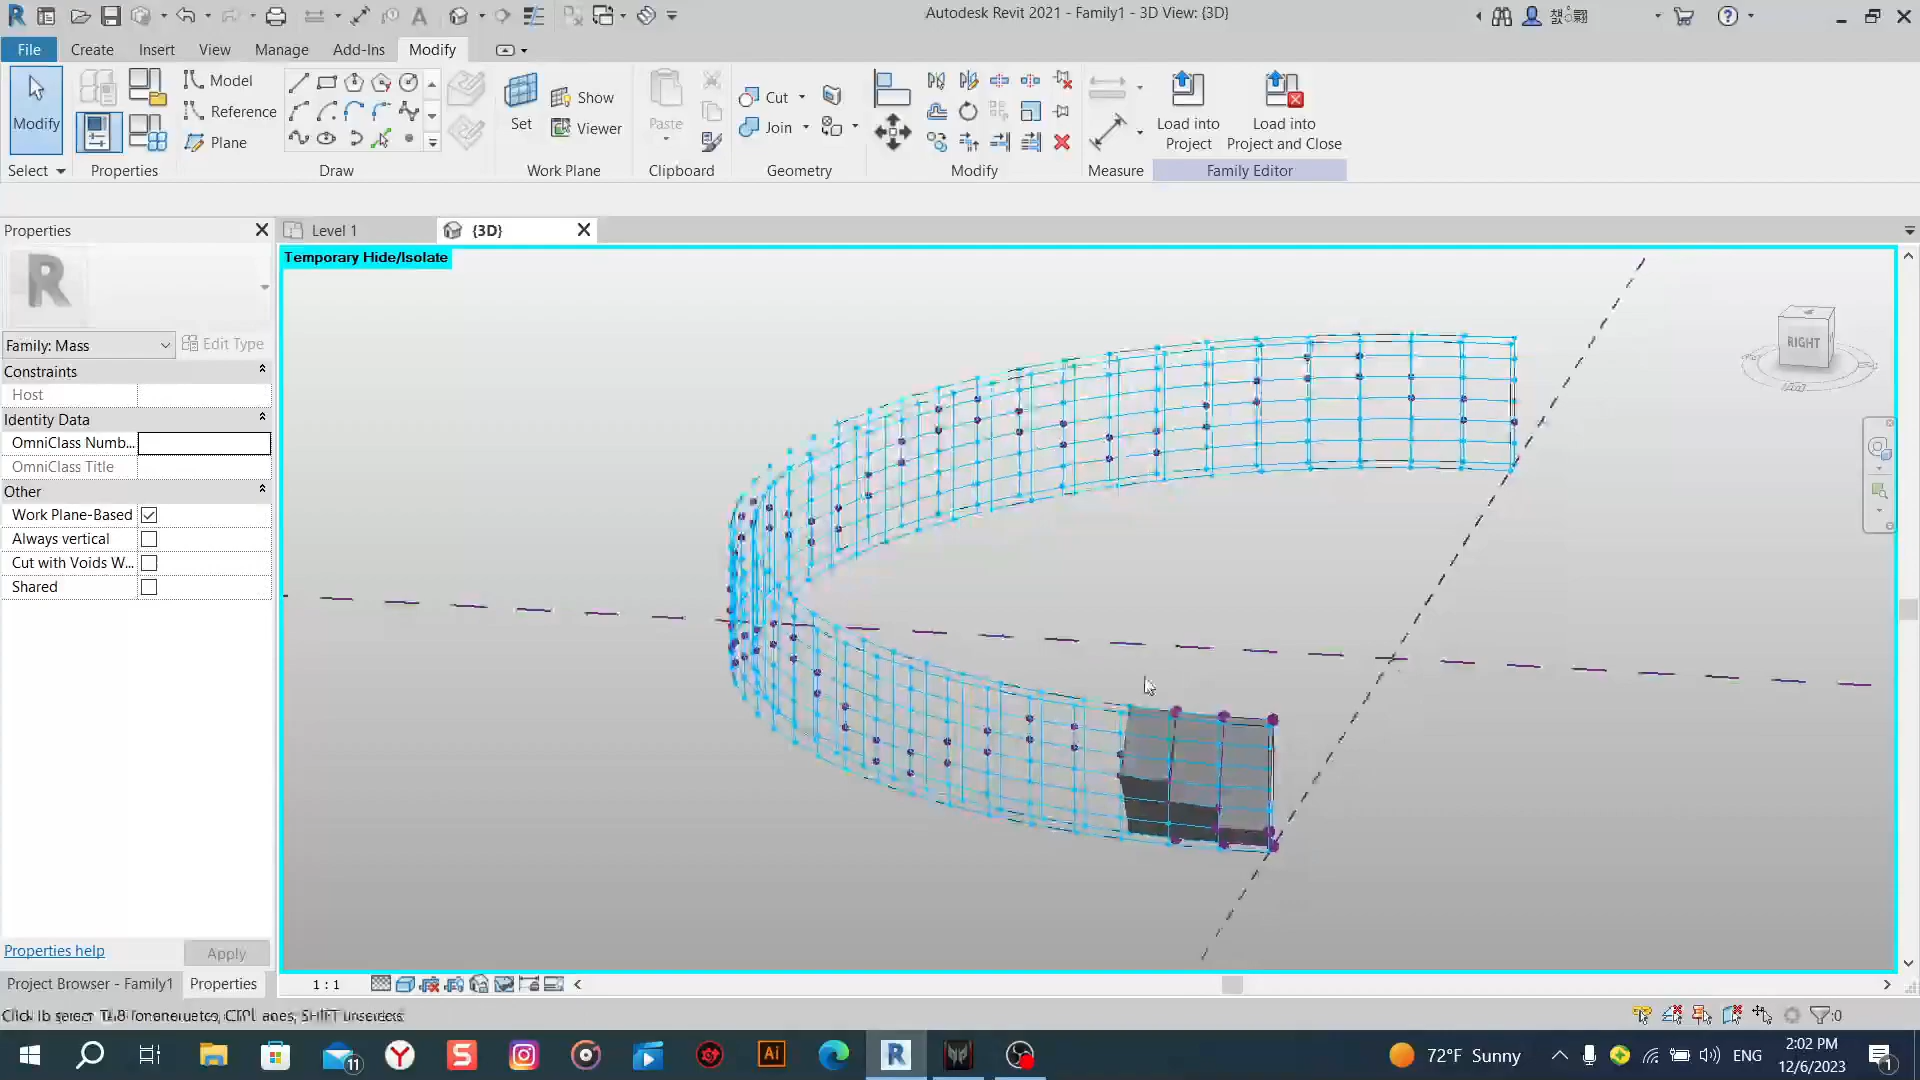 Autodesk Revit 2021 - Family1 - 3D View: {3D}
File
Create
Insert
View
Manage
Add-Ins
Modify
Modify
Model
Reference
Plane
Set
Show
Viewer
Paste
Cut
Join
Load into
Project
Load into
Project and Close
Select
Properties
Draw
Work Plane
Clipboard
Geometry
Modify
Measure
Family Editor
Properties
Level 1
{3D}
Temporary Hide/Isolate
R
Family: Mass
Edit Type
Constraints
Host
Identity Data
OmniClass Numb...
OmniClass Title
Other
Work Plane-Based
Always vertical
Cut with Voids W...
Shared
RIGHT
Properties help
Apply
Project Browser - Family1
Properties
1 : 1
:0
11
72°F Sunny
ENG
2:02 PM
12/6/2023
1